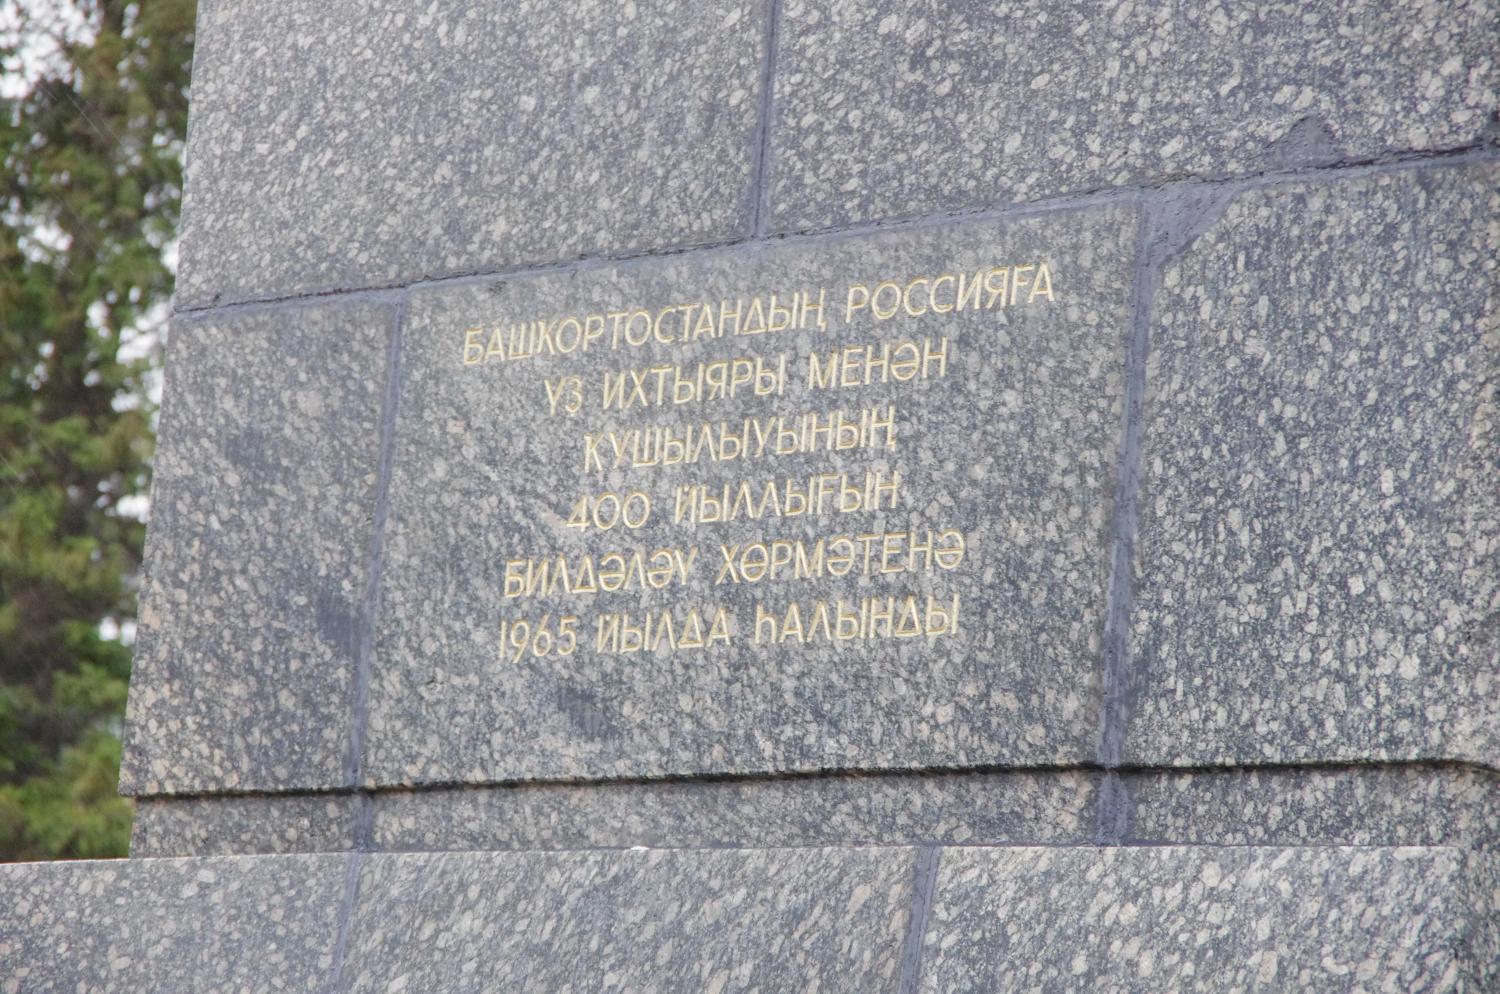 БАШҠОРТОСТАНДЫҢ РОССИЯҒА
ҮЗ ИХТЫЯРЫ МЕНӘН
ҠУШЫЛЫУЫНЫҢ
400 ЙЫЛЛЫҒЫН
БИЛДӘЛӘҮ ХӨРМӘТЕНӘ
1965 ЙЫЛДА ҺАЛЫНДЫ